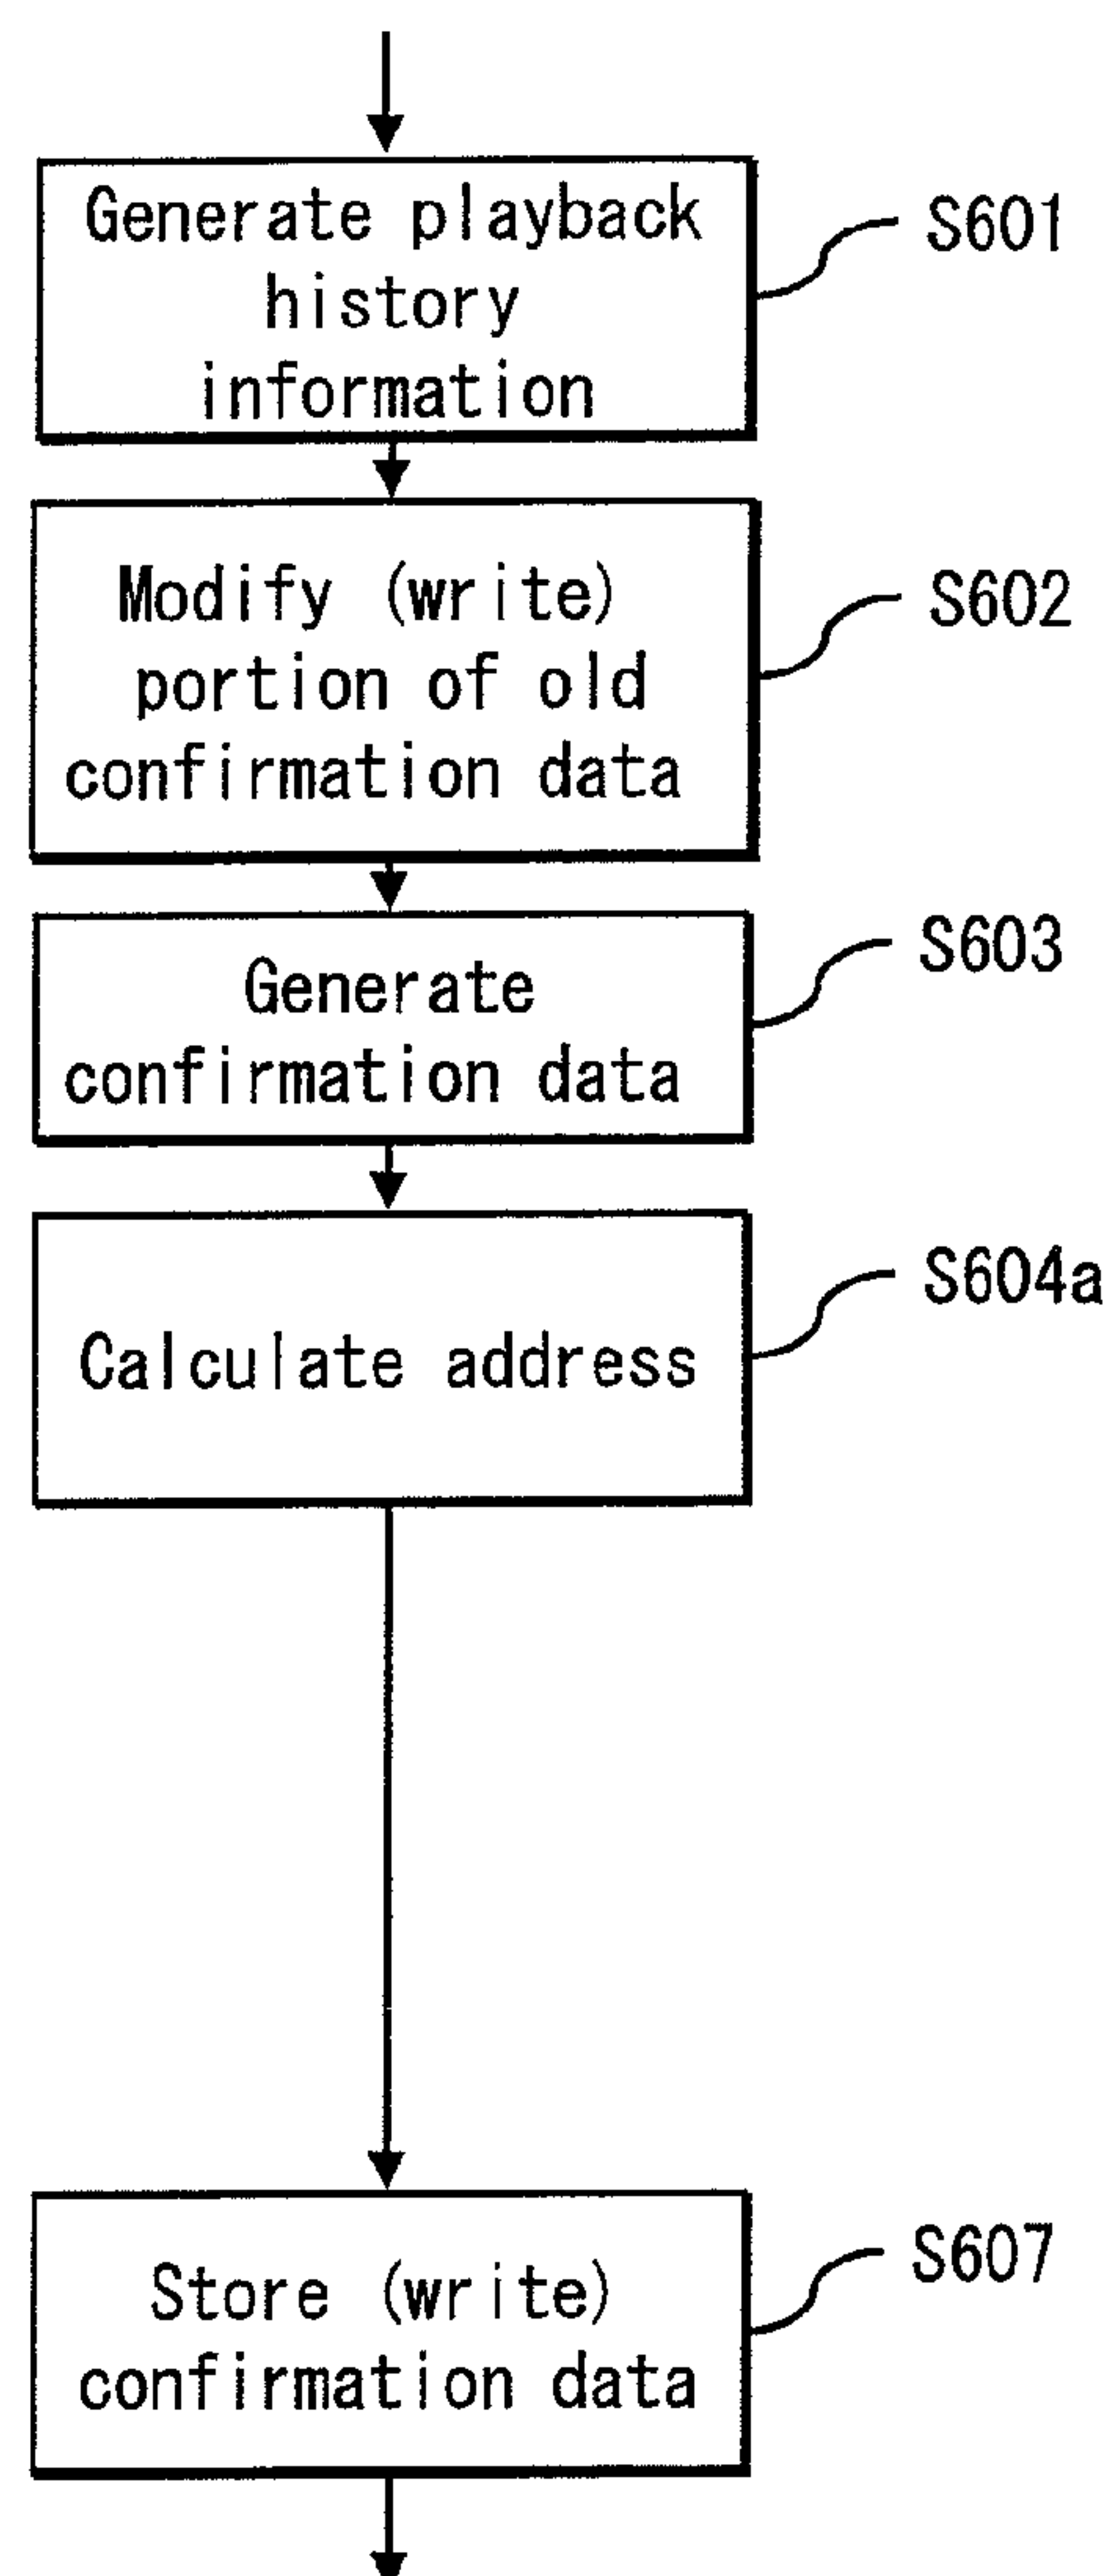 Generate playback
history
information
S601
Modify (write)
portion of old
confirmation data
S602
Generate
confirmation data
S603
Calculate address
S604a
Store (write)
confirmation data
S607